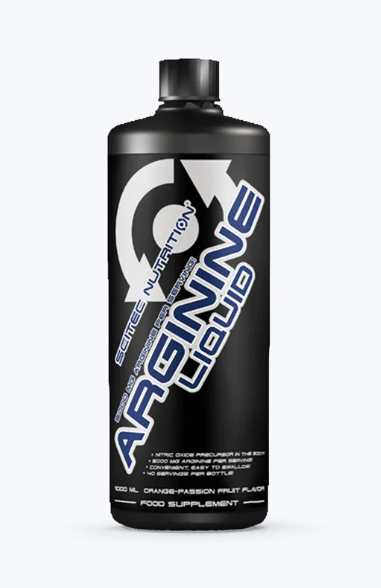 SCITEC NUTRITION®
5000 MG ARGININE PER SERVING!
ARGININE
LIQUID
• NITRIC OXIDE PRECURSOR IN THE BODY!
• 5000 MG ARGININE PER SERVING!
• CONVENIENT, EASY TO SWALLOW!
• 40 SERVINGS PER BOTTLE!
1000 ML ORANGE-PASSION FRUIT FLAVOR
FOOD SUPPLEMENT